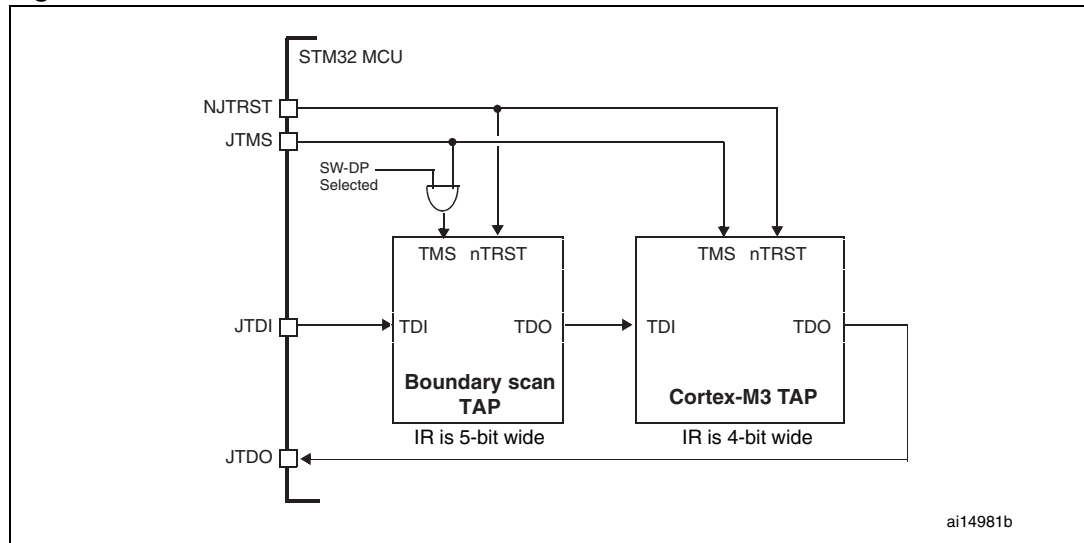 STM32 MCU
NJTRST
JTMS
SW-DP
Selected
TMS nTRST
TMS nTRST
JTDI
TDI
TDO
TDI
TDO
Boundary scan
TAP
Cortex-M3 TAP
IR is 5-bit wide
IR is 4-bit wide
JTDO
ai14981b